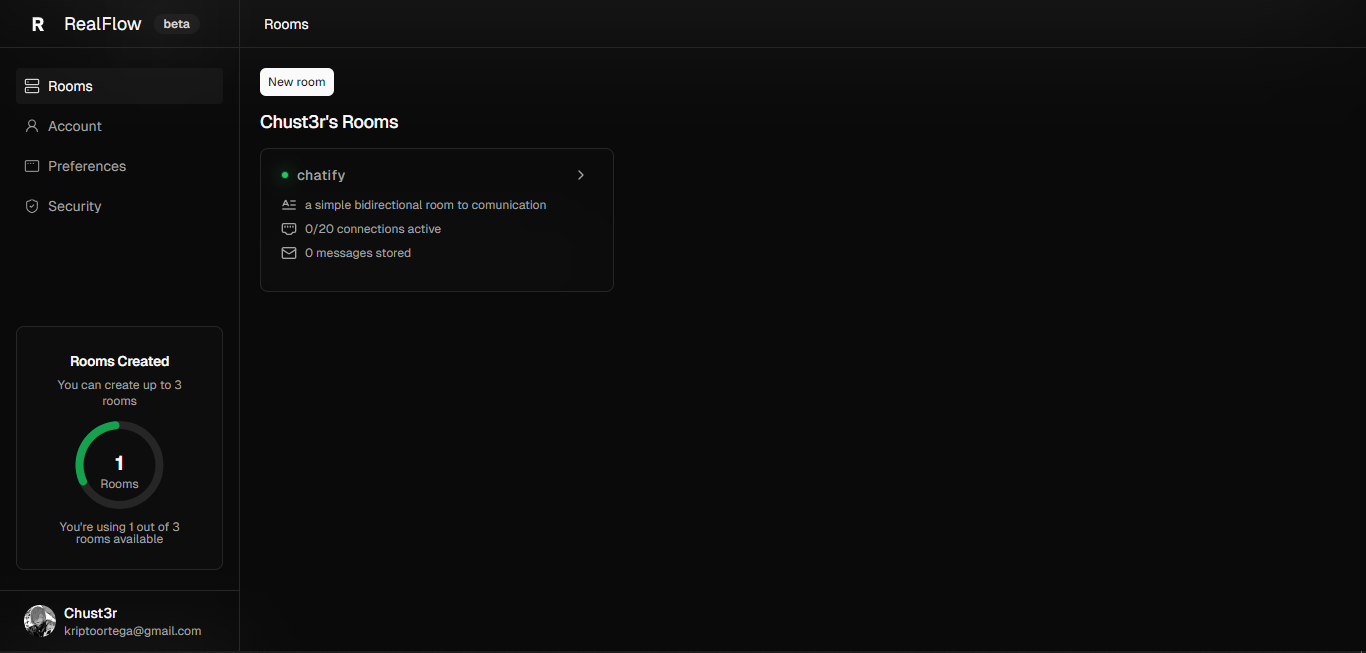 R RealFlow beta
Rooms
Account
Preferences
Security
Rooms Created
You can create up to 3
rooms
1
Rooms
You're using 1 out of 3
rooms available
Chust3r
kriptoortega@gmail.com
Rooms
New room
Chust3r's Rooms
chatify
a simple bidirectional room to comunication
0/20 connections active
0 messages stored